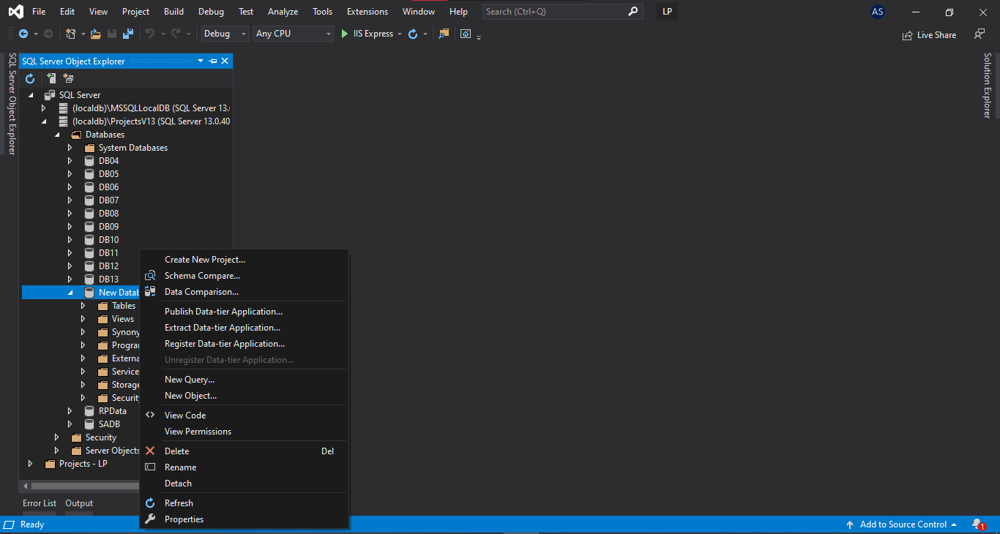 File Edit View Project Build Debug Test Analyze Tools Extensions Window Help Search (Ctrl+Q) LP AS
Debug Any CPU IIS Express Live Share
SQL Server Object Explorer
SQL Server Object Explorer
Solution Explorer
SQL Server
(localdb)\MSSQLLocalDB (SQL Server 13.
(localdb)\ProjectsV13 (SQL Server 13.0.40
Databases
System Databases
DB04
DB05
DB06
DB07
DB08
DB09
DB10
DB11
DB12
DB13
New Datab
Tables
Views
Synony
Program
Externa
Service
Storage
Security
RPData
SADB
Security
Server Objects
Projects - LP
Create New Project...
Schema Compare...
Data Comparison...
Publish Data-tier Application...
Extract Data-tier Application...
Register Data-tier Application...
Unregister Data-tier Application...
New Query...
New Object...
View Code
View Permissions
Delete Del
Rename
Detach
Refresh
Properties
Error List Output
Ready Add to Source Control 1